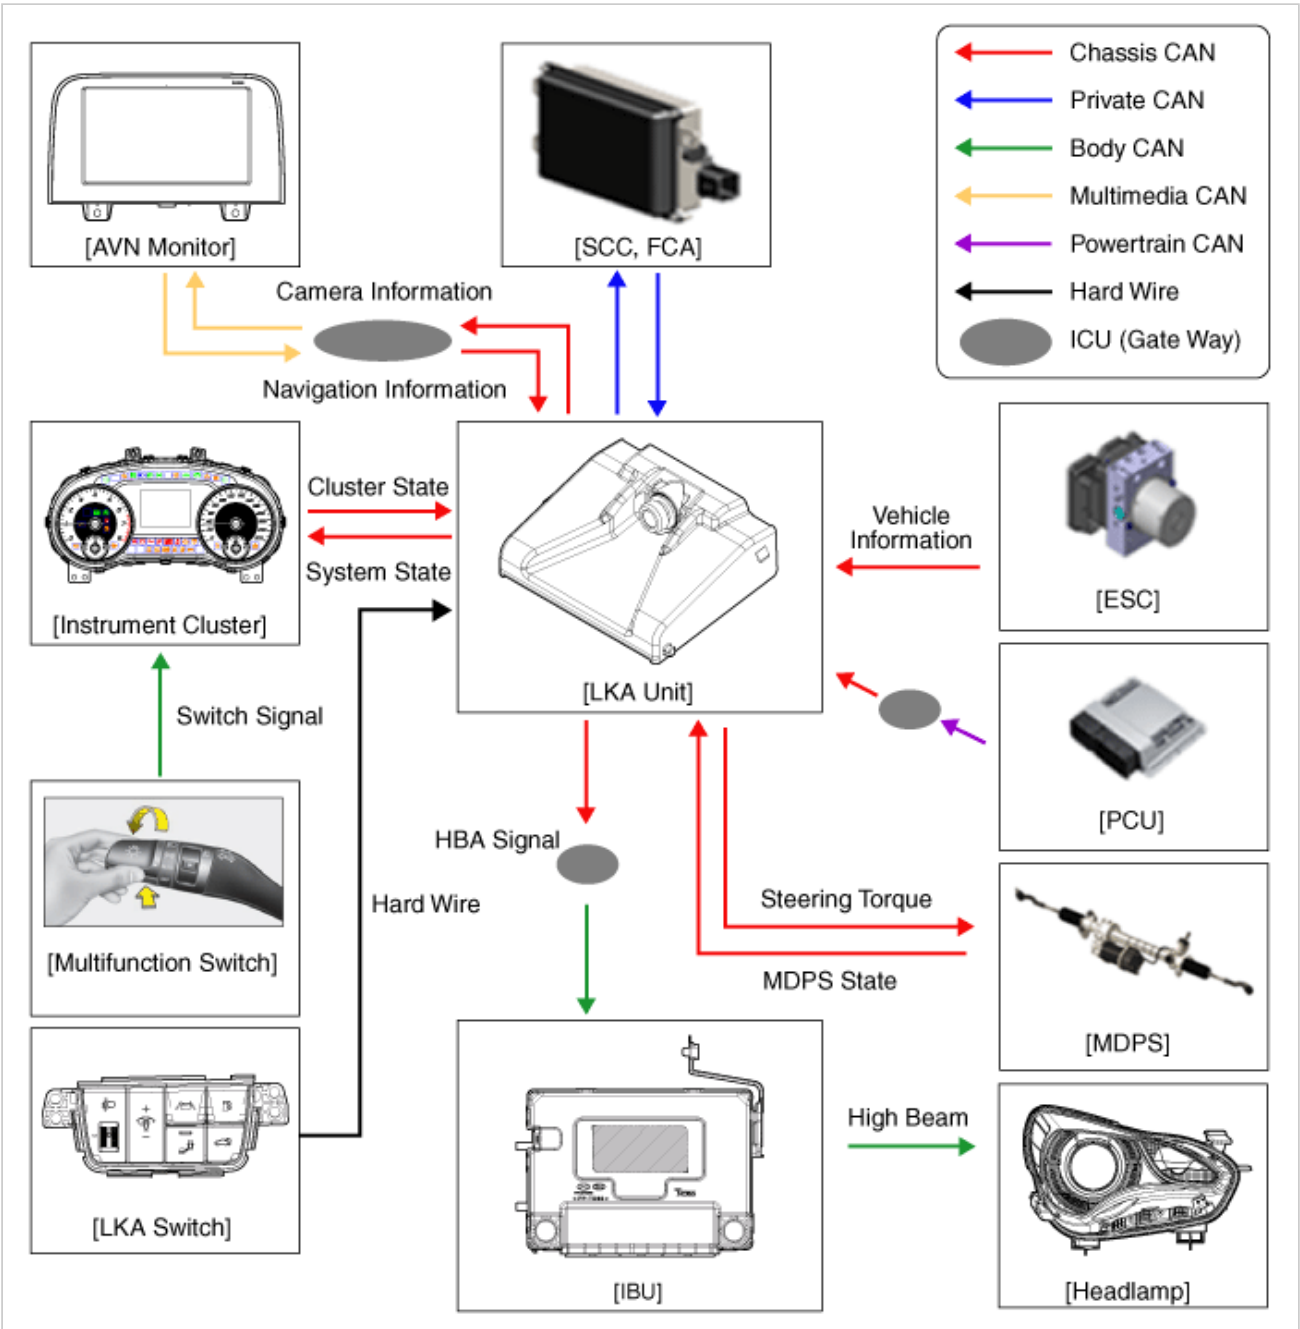 [AVN Monitor]
[SCC, FCA]
Chassis CAN
Private CAN
Body CAN
Multimedia CAN
Powertrain CAN
Hard Wire
ICU (Gate Way)
Camera Information
Navigation Information
[Instrument Cluster]
Cluster State
System State
[LKA Unit]
Vehicle
Information
[ESC]
Switch Signal
[PCU]
[Multifunction Switch]
HBA Signal
Hard Wire
Steering Torque
MDPS State
[MDPS]
[LKA Switch]
[IBU]
High Beam
[Headlamp]